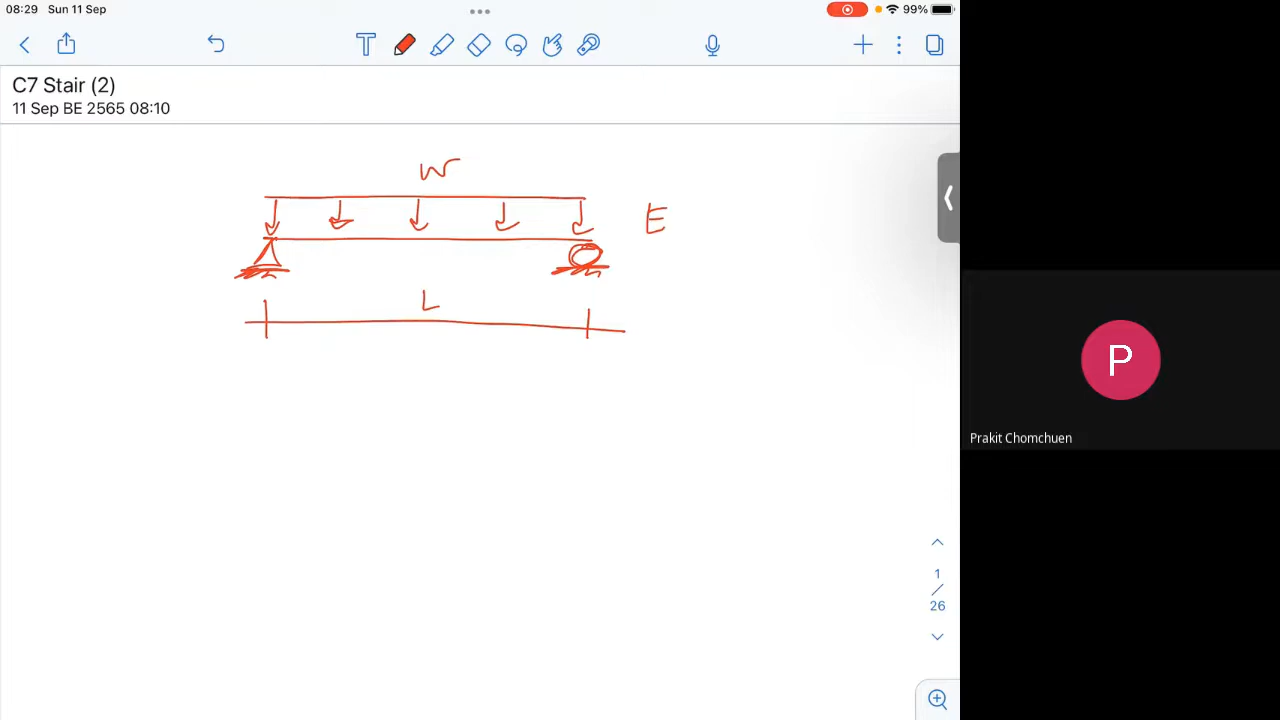 08:29 Sun 11 Sep
99%
T
C7 Stair (2)
11 Sep BE 2565 08:10
W
E
L
P
Prakit Chomchuen
1
/
26